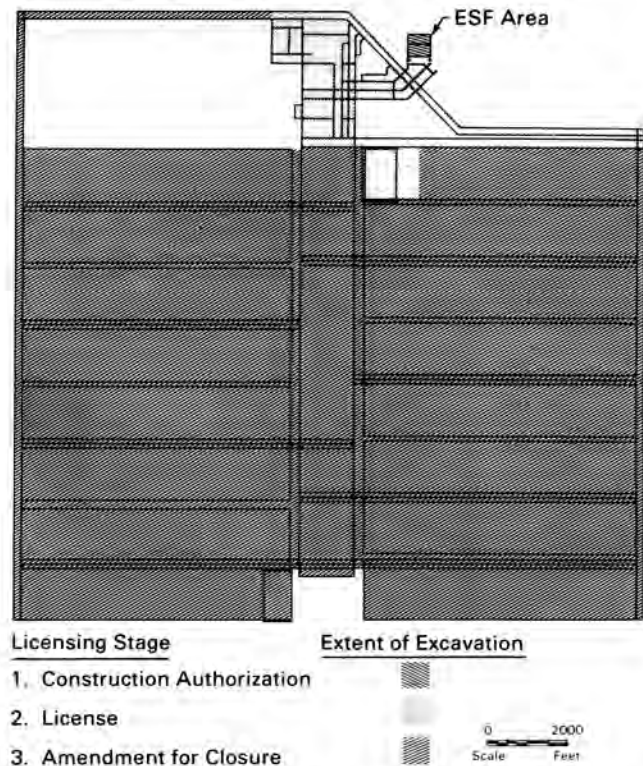 ESF Area
Licensing Stage Extent of Excavation
1. Construction Authorization
2. License
3. Amendment for Closure
0 2000
Scale Feet